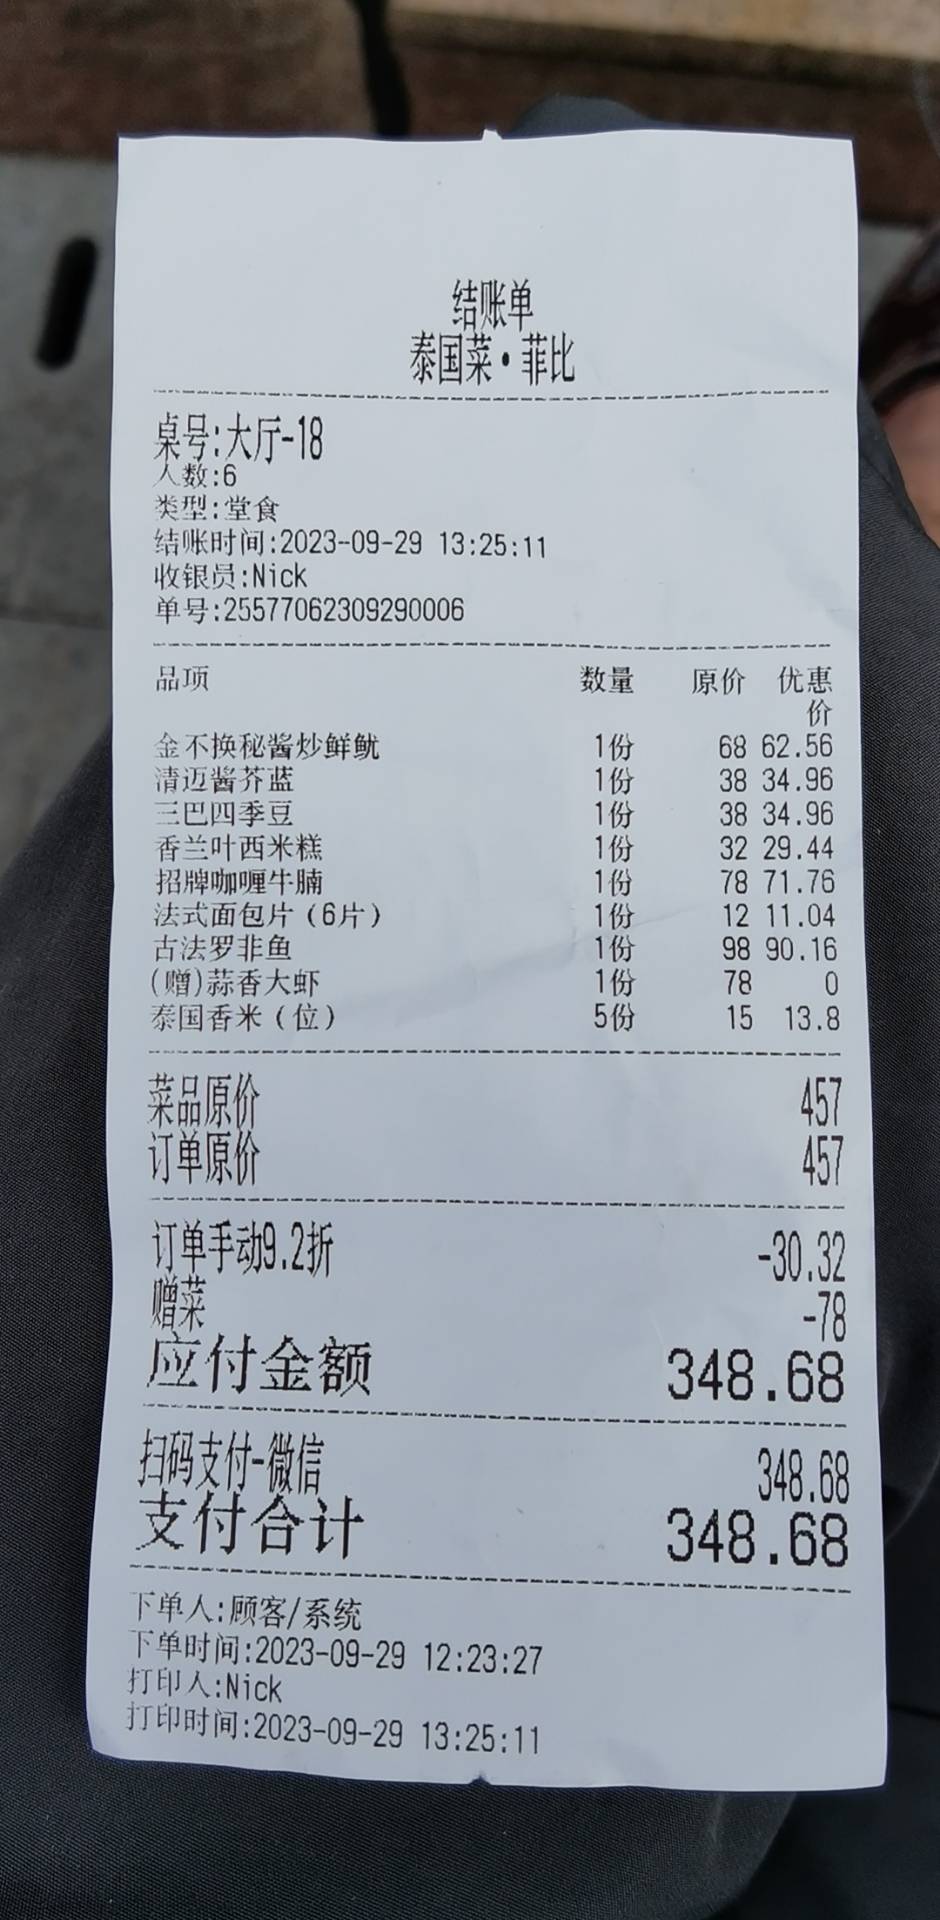 结账单
泰国菜·菲比
桌号:大厅-18
人数:6
类型:堂食
结账时间:2023-09-29 13:25:11
收银员:Nick
单号:25577062309290006
品项 数量 原价 优惠
价
金不换秘酱炒鲜鱿 1份 68 62.56
清迈酱芥蓝 1份 38 34.96
三巴四季豆 1份 38 34.96
香兰叶西米糕 1份 32 29.44
招牌咖喱牛腩 1份 78 71.76
法式面包片(6片) 1份 12 11.04
古法罗非鱼 1份 98 90.16
(赠)蒜香大虾 1份 78 0
泰国香米(位) 5份 15 13.8
菜品原价 457
订单原价 457
订单手动9.2折 -30.32
赠菜 -78
应付金额 348.68
扫码支付-微信 348.68
支付合计 348.68
下单人:顾客/系统
下单时间:2023-09-29 12:23:27
打印人:Nick
打印时间:2023-09-29 13:25:11